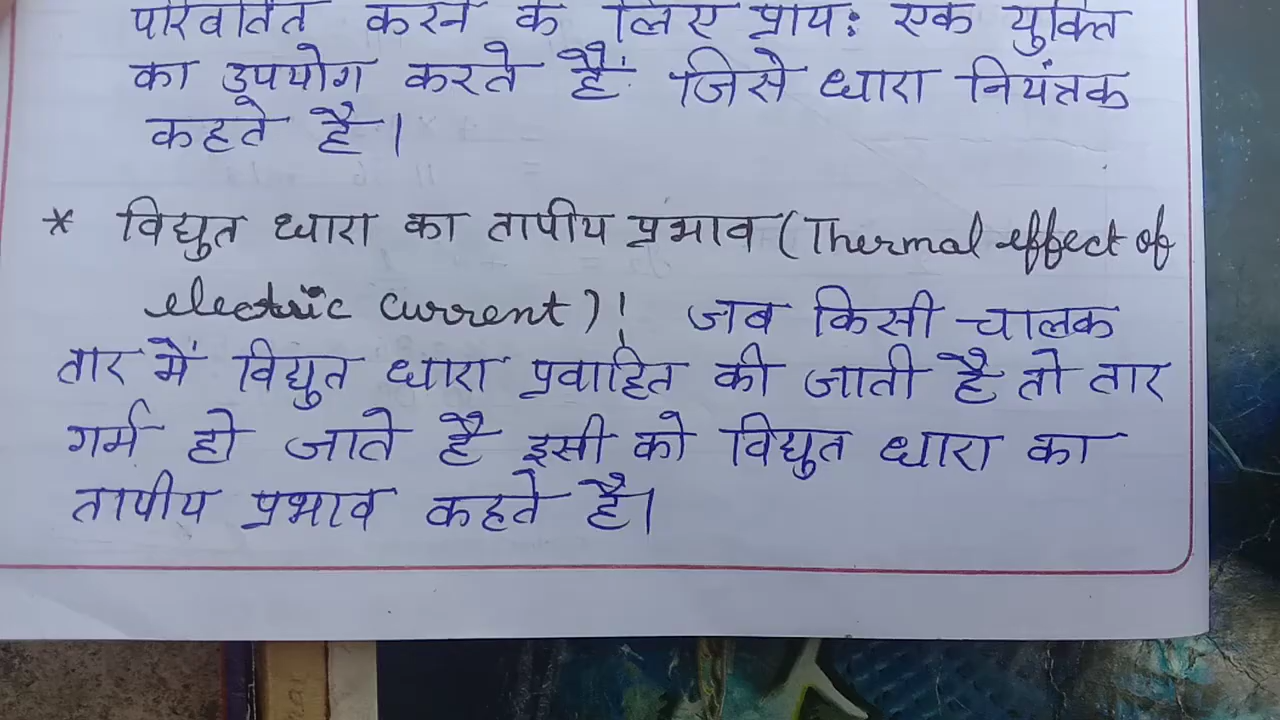 परिवर्तित करने के लिए प्राय: एक युक्ति
का उपयोग करते हैं जिसे धारा नियंत्रक
कहते है।
* विद्युत धारा का तापीय प्रभाव (Thermal effect of
electric current)! जब किसी चालक
तार में विद्युत धारा प्रवाहित की जाती है तो तार
गर्म हो जाते है इसी को विद्युत धारा का
तापीय प्रभाव कहते है।